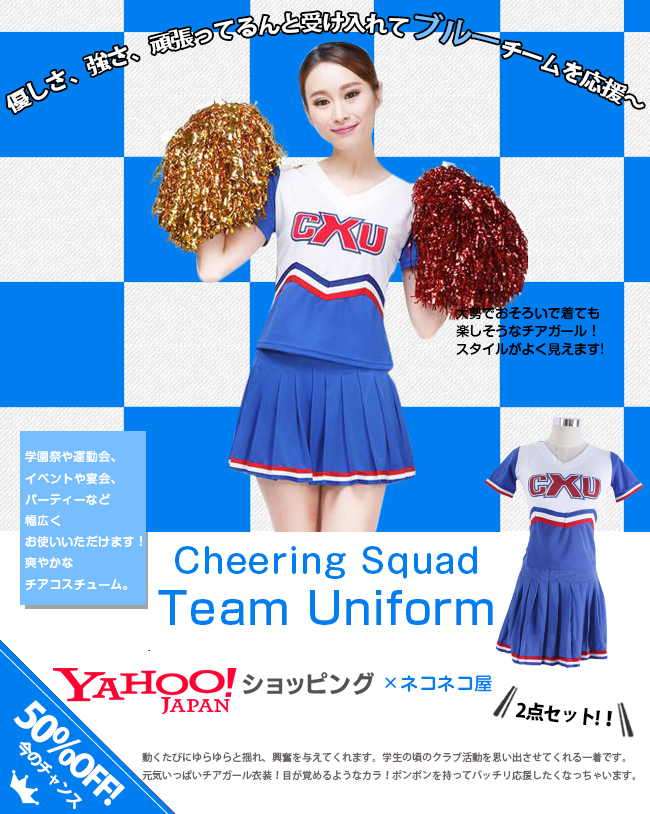 優しさ、強さ、頑張ってるんと受け入れてブルーチームを応援～
CXU
大勢でおそろいで着ても
楽しそうなチアガール！
スタイルがよく見えます!
CXU
学園祭や運動会、
イベントや宴会、
パーティーなど
幅広く
お使いいただけます！
爽やかな
チアコスチューム。
Cheering Squad
Team Uniform
YAHOO! JAPAN ショッピング ×ネコネコ屋
2点セット！！
50%OFF!
今のチャンス
動くたびにゆらゆらと揺れ、興奮を与えてくれます。学生の頃のクラブ活動を思い出させてくれる一着です。
元気いっぱいチアガール衣装！目が覚めるようなカラ！ポンポンを持ってバッチリ応援したくなっちゃいます。